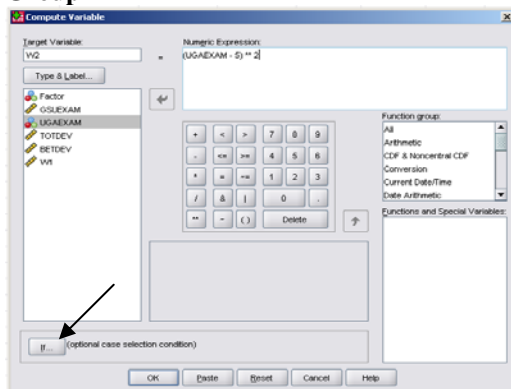 Compute Variable
Target Variable:
W2
=
Numeric Expression:
(UGAEXAM - 5) ** 2
Type & Label...
Factor
GSUEXAM
UGAEXAM
TOTDEV
BETDEV
W1
+ < > 7 8 9
- <= >= 4 5 6
* = ~= 1 2 3
/ & | 0 .
** ~ ( ) Delete
Function group:
All
Arithmetic
CDF & Noncentral CDF
Conversion
Current Date/Time
Date Arithmetic
Functions and Special Variables:
If... (optional case selection condition)
OK Paste Reset Cancel Help